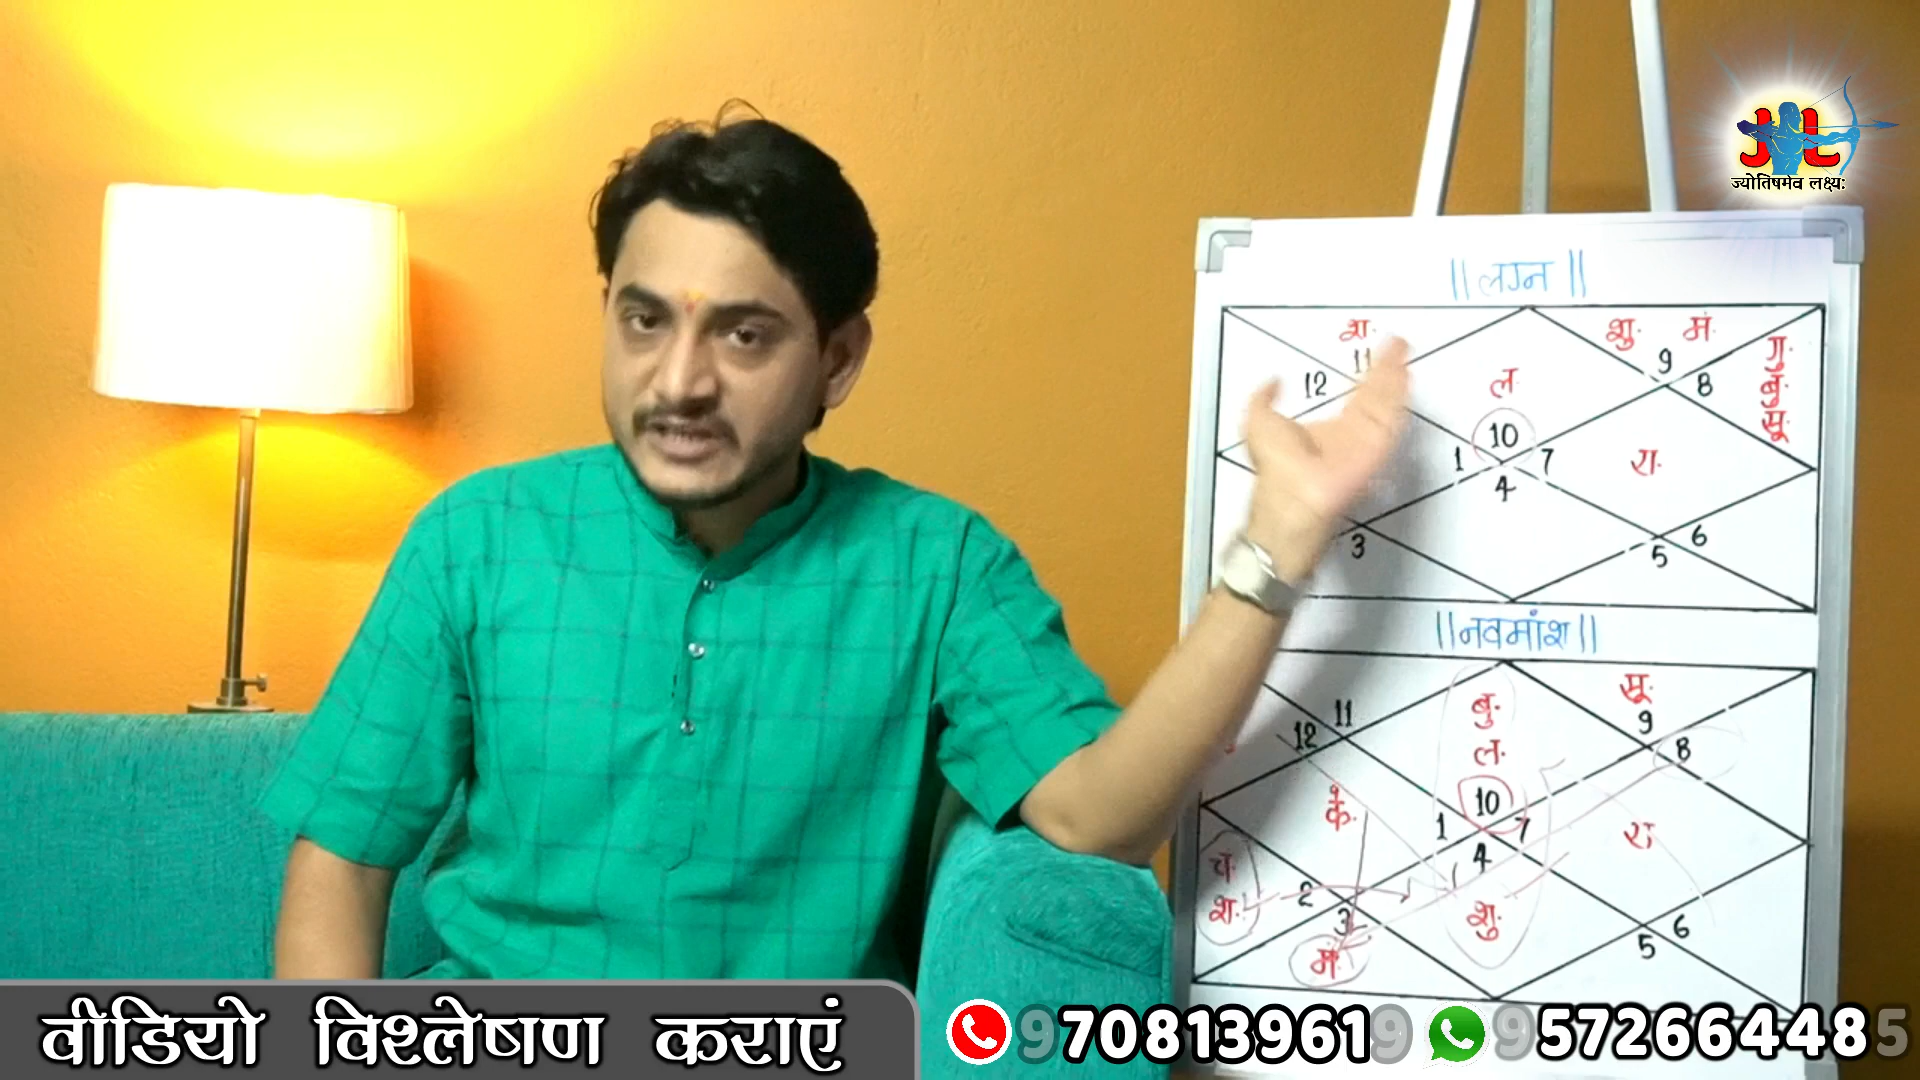 JL
ज्योतिषमेव लक्ष्य:
||लग्न||
श. शु. मं. गु.
11 9
12 ल. 8 बु.
सू.
10
1 7 रा.
4
3 5 6
||नवमांश||
बु. सू.
11 9
12 ल. 8
के. 10
1 7 रा.
4
चं.
श. 2 शु.
3 5 6
मं.
वीडियो विश्लेषण कराएं 9708139619 9572664485